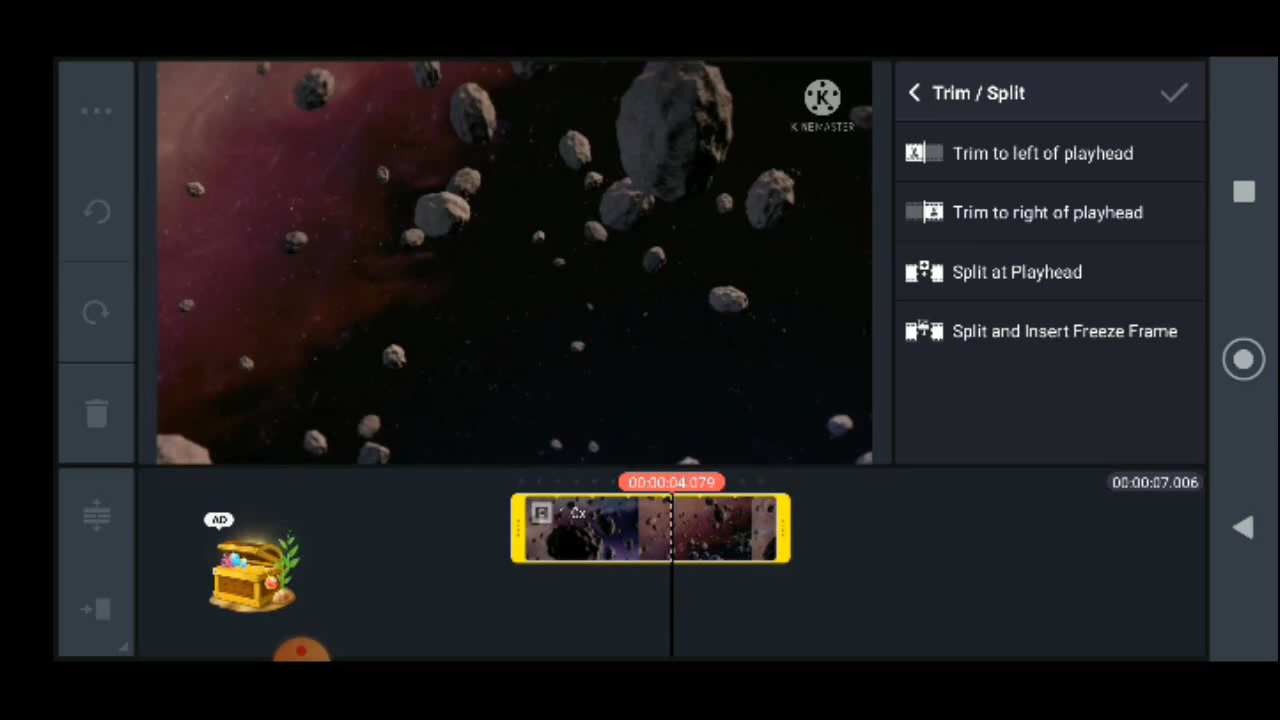 KINEMASTER
Trim / Split
Trim to left of playhead
Trim to right of playhead
Split at Playhead
Split and Insert Freeze Frame
00:00:04.079
00:00:07.006
AD